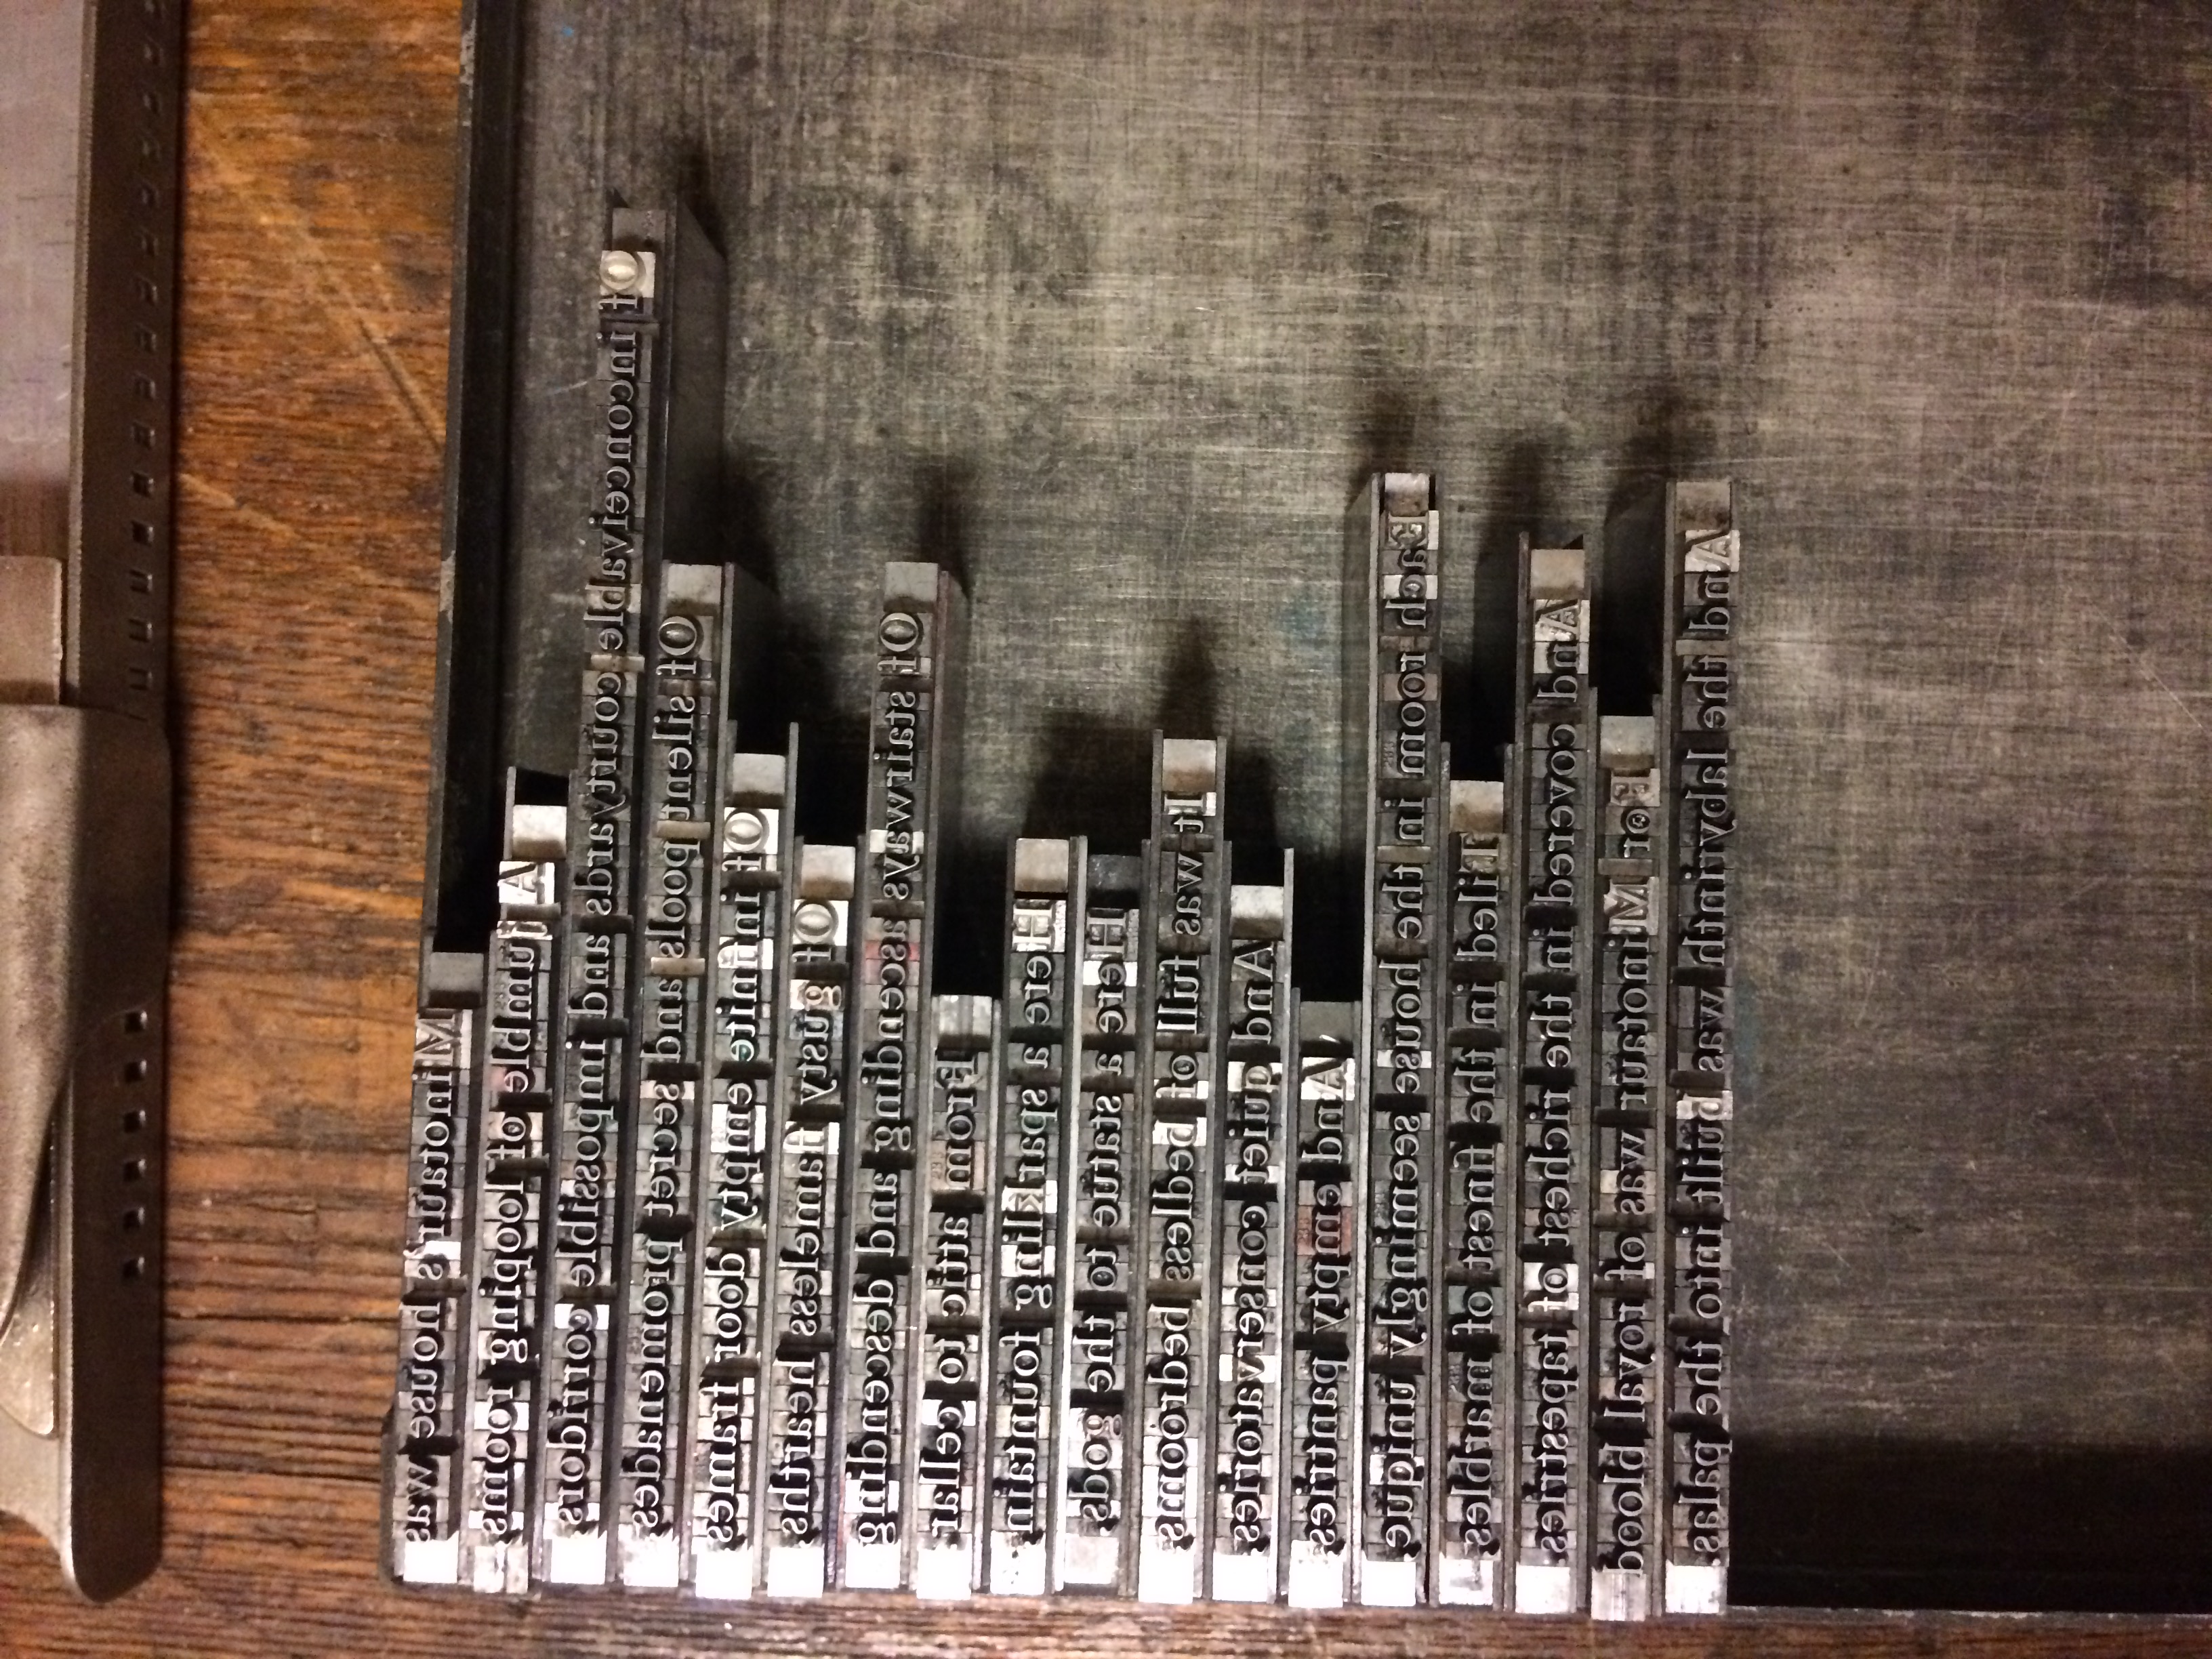 Minotaur's house was
A jumble of looping rooms,
Of inconceivable courtyards and impossible corridors,
Of silent pools and secret promenades,
Of infinite empty door frames
Of gusty flameless hearths,
Of stairways ascending and descending
From attic to cellar.
Here a sparkling fountain,
Here a statue to the gods,
It was full of bedless bedrooms,
And quiet conservatories,
And empty pantries,
Each room in the house seemingly unique,
Tiled in the finest of marbles,
And covered in the richest of tapestries,
For Minotaur was of royal blood
And the labyrinth was built into the palas.